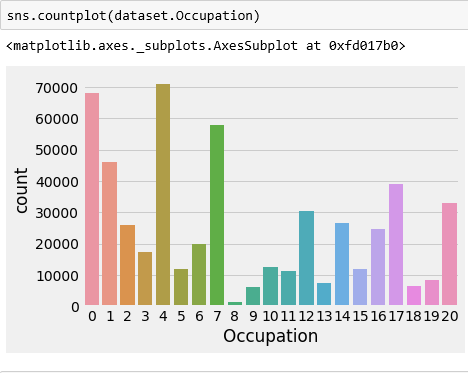 sns.countplot(dataset.Occupation)
<matplotlib.axes._subplots.AxesSubplot at 0xfd017b0>
70000
60000
50000
40000
30000
20000
10000
0
count
0 1 2 3 4 5 6 7 8 9 10 11 12 13 14 15 16 17 18 19 20
Occupation